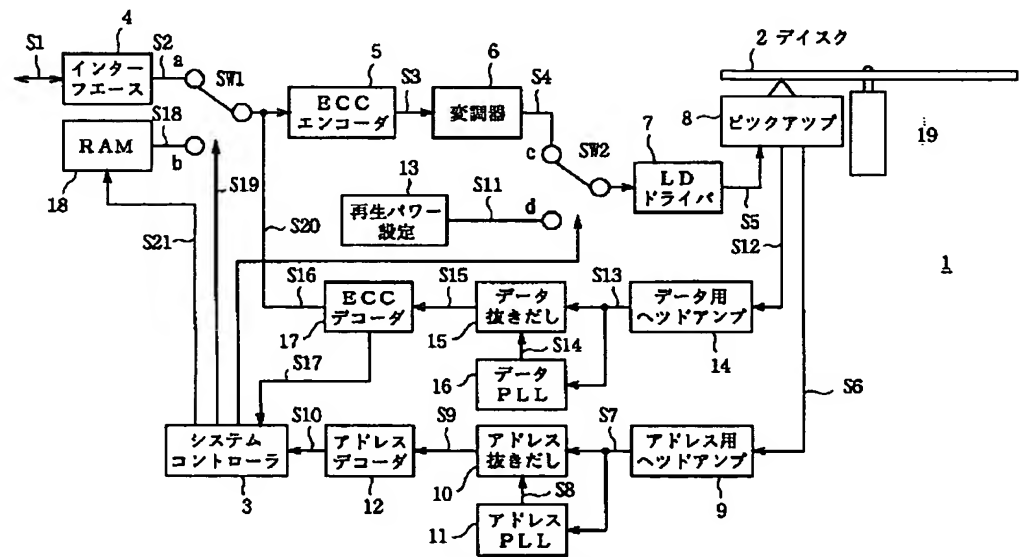 4
S1
インタ
ーフエース
S2
a
SW1
5
ECC
エンコーダ
S3
6
変調器
S4
2 ディスク
8
ピックアップ
19
RAM
S18
b
18
c
SW2
7
LD
ドライバ
S5
S19
13
再生パワー
設定
S11
d
S12
1
S21
S20
S16
ECC
デコーダ
17
S15
データ
抜きだし
15
S13
データ用
ヘッドアンプ
14
S14
16
データ
PLL
S17
S6
システム
コントローラ
3
S10
アドレス
デコーダ
12
S9
アドレス
抜きだし
10
S7
アドレス用
ヘッドアンプ
9
S8
11
アドレス
PLL